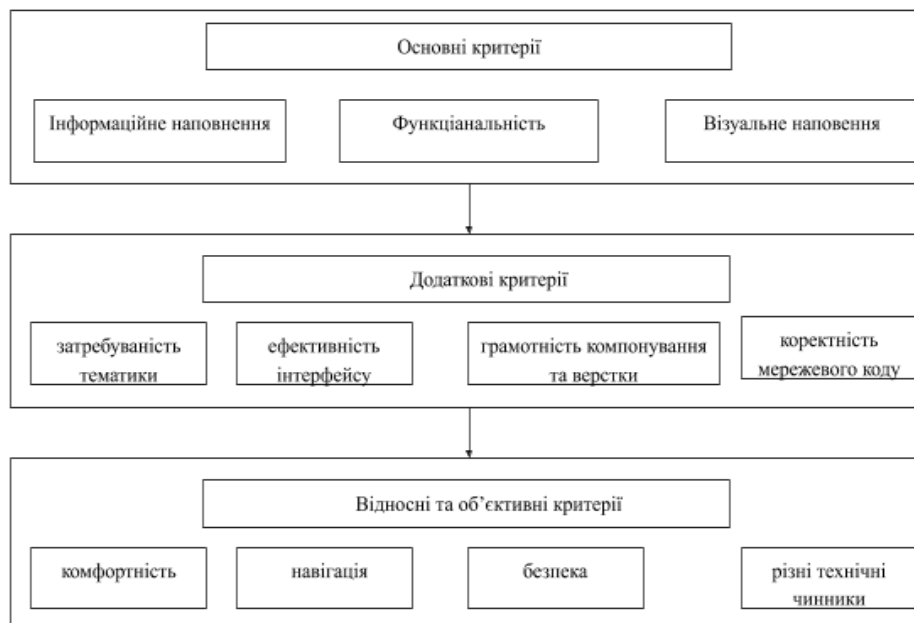 Основні критерії
Інформаційне наповнення
Функціанальність
Візуальне наповення
Додаткові критерії
затребуваність
тематики
ефективність
інтерфейсу
грамотність компонування
та верстки
коректність
мережевого коду
Відносні та об’єктивні критерії
комфортність
навігація
безпека
різні технічні
чинники